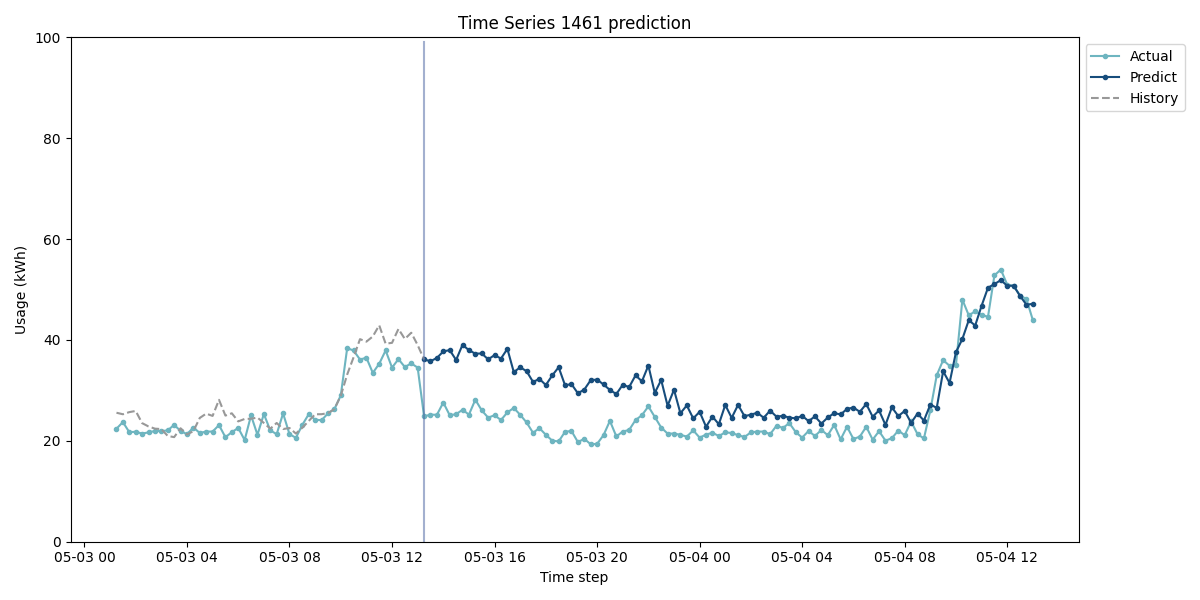 Time Series 1461 prediction
100
80
60
40
20
0
Usage (kWh)
05-03 00 05-03 04 05-03 08 05-03 12 05-03 16 05-03 20 05-04 00 05-04 04 05-04 08 05-04 12
Time step
Actual
Predict
History